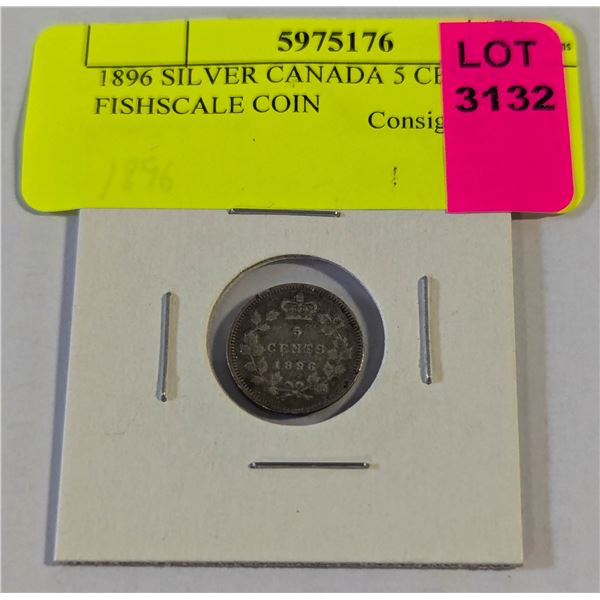 5975176
LOT
3132
1896 SILVER CANADA 5 CE
FISHSCALE COIN
Consig
1896
5
CENTS
1896